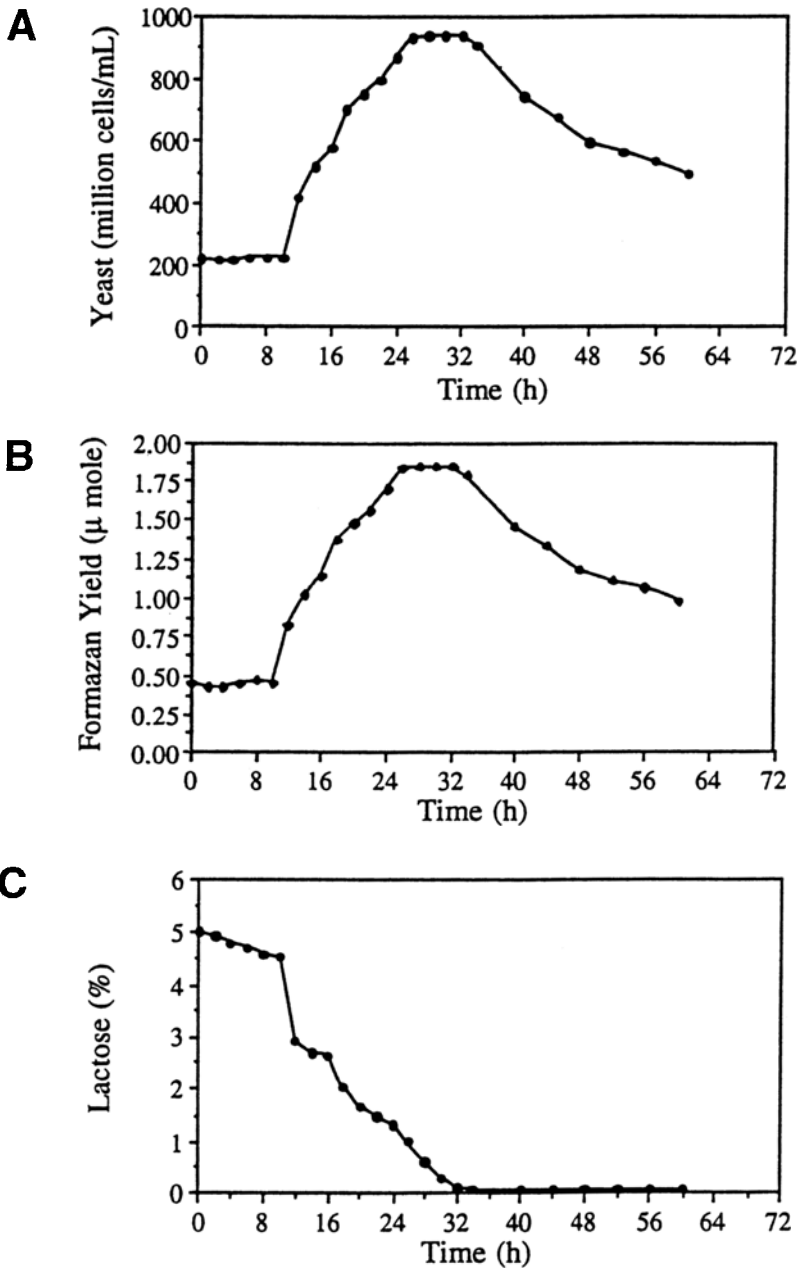 A
Yeast (million cells/mL)
1000
800
600
400
200
0
0 8 16 24 32 40 48 56 64 72
Time (h)
B
Formazan Yield (μ mole)
2.00
1.75
1.50
1.25
1.00
0.75
0.50
0.25
0.00
0 8 16 24 32 40 48 56 64 72
Time (h)
C
Lactose (%)
6
5
4
3
2
1
0
0 8 16 24 32 40 48 56 64 72
Time (h)